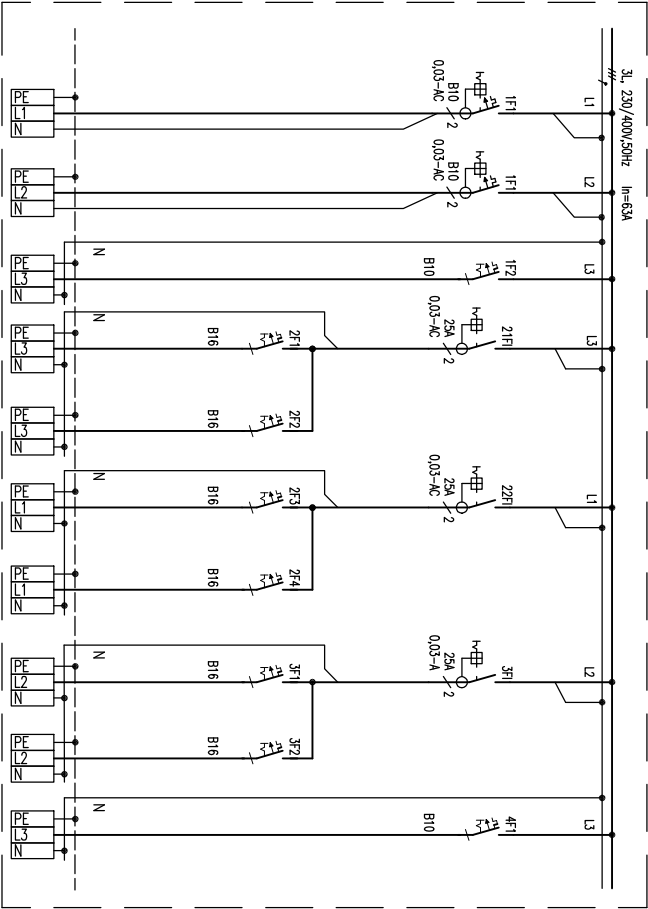 3L, 230/400V,50Hz In=63A
L1
1F1
B10
0,03-AC
2
PE
L1
N
L2
1F1
B10
0,03-AC
2
PE
L2
N
L3
1F2
B10
N
PE
L3
N
L3
21FI
25A
0,03-AC
2
2F1
B16
N
PE
L3
N
2F2
B16
PE
L3
N
L1
22FI
25A
0,03-AC
2
2F3
B16
N
PE
L1
N
2F4
B16
PE
L1
N
L2
3FI
25A
0,03-A
2
3F1
B16
N
PE
L2
N
3F2
B16
PE
L2
N
L3
4F1
B10
N
PE
L3
N